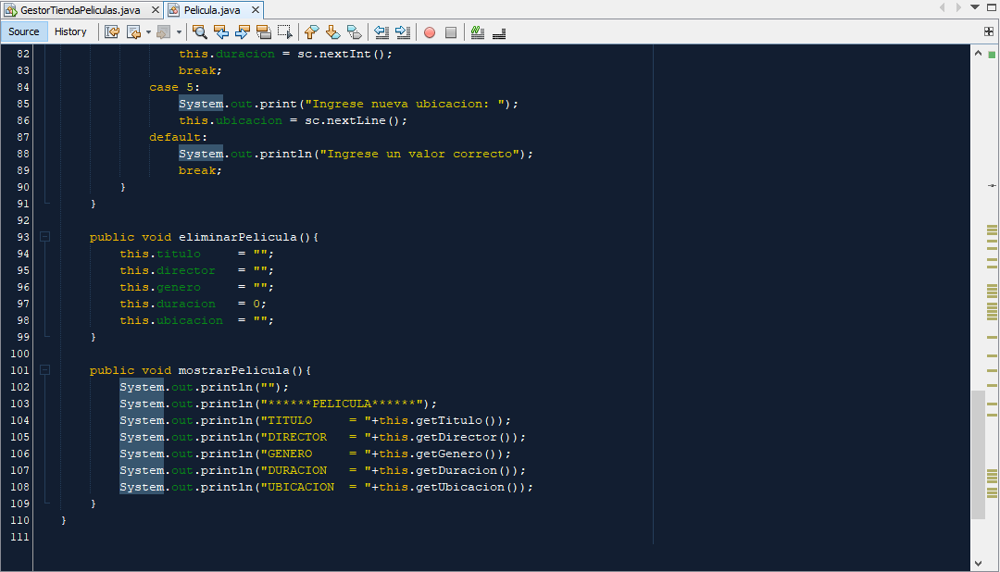 GestorTiendaPeliculas.java Pelicula.java
Source History
82 this.duracion = sc.nextInt();
83 break;
84 case 5:
85 System.out.print("Ingrese nueva ubicacion: ");
86 this.ubicacion = sc.nextLine();
87 default:
88 System.out.println("Ingrese un valor correcto");
89 break;
90 }
91 }
92
93 public void eliminarPelicula(){
94 this.titulo = "";
95 this.director = "";
96 this.genero = "";
97 this.duracion = 0;
98 this.ubicacion = "";
99 }
100
101 public void mostrarPelicula(){
102 System.out.println("");
103 System.out.println("******PELICULA******");
104 System.out.println("TITULO     = "+this.getTitulo());
105 System.out.println("DIRECTOR   = "+this.getDirector());
106 System.out.println("GENERO     = "+this.getGenero());
107 System.out.println("DURACION   = "+this.getDuracion());
108 System.out.println("UBICACION  = "+this.getUbicacion());
109 }
110 }
111